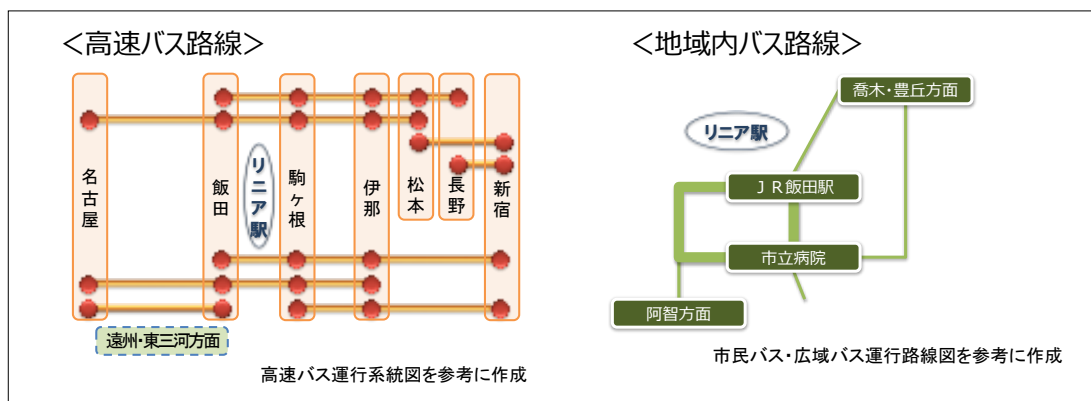 ＜高速バス路線＞
名古屋
飯田
リニア駅
駒ヶ根
伊那
松本
長野
新宿
遠州・東三河方面
高速バス運行系統図を参考に作成
＜地域内バス路線＞
喬木・豊丘方面
リニア駅
ＪＲ飯田駅
市立病院
阿智方面
市民バス・広域バス運行路線図を参考に作成